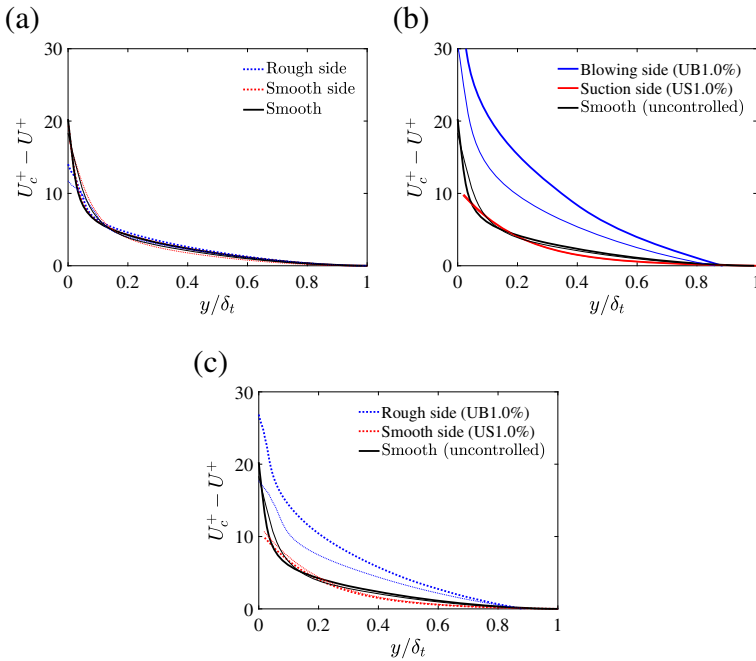 (a)
30
20
10
0
U_c^+ − U^+
Rough side
Smooth side
Smooth
0 0.2 0.4 0.6 0.8 1
y/δ_t
(b)
30
20
10
0
U_c^+ − U^+
Blowing side (UB1.0%)
Suction side (US1.0%)
Smooth (uncontrolled)
0 0.2 0.4 0.6 0.8 1
y/δ_t
(c)
30
20
10
0
U_c^+ − U^+
Rough side (UB1.0%)
Smooth side (US1.0%)
Smooth (uncontrolled)
0 0.2 0.4 0.6 0.8 1
y/δ_t